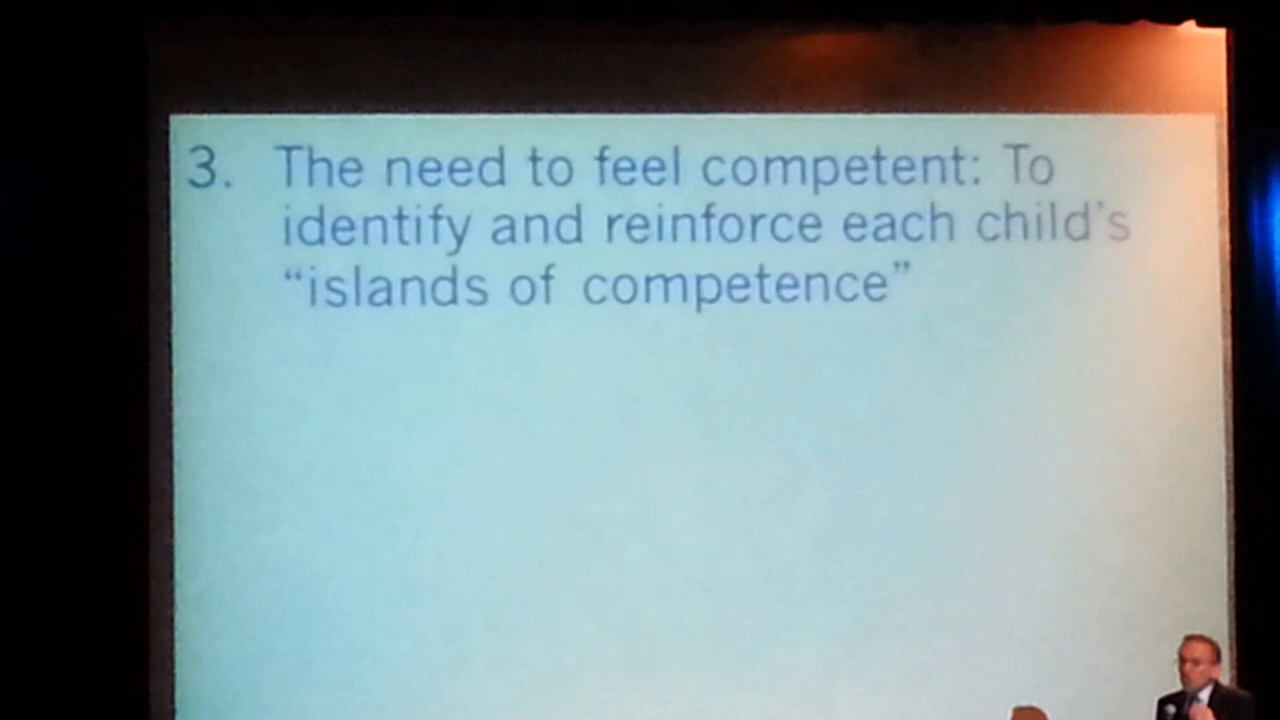 3. The need to feel competent: To
identify and reinforce each child's
“islands of competence”